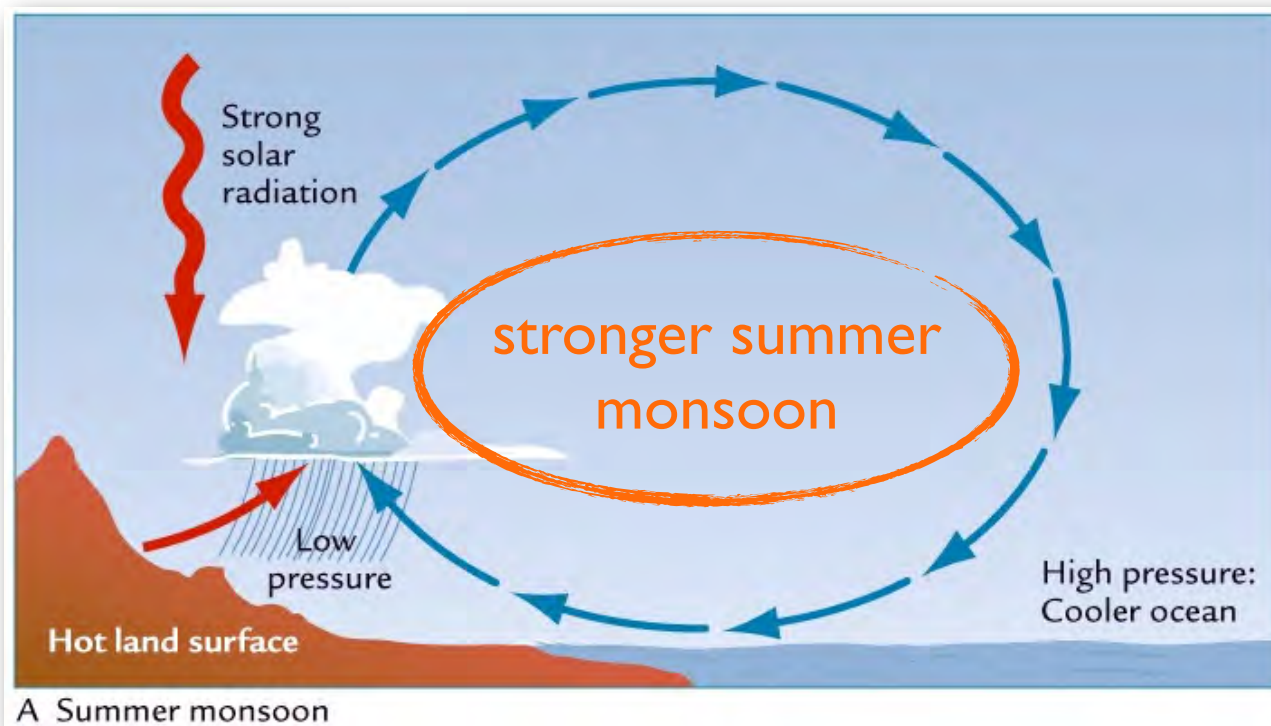 Strong
solar
radiation
stronger summer
monsoon
Low
pressure
High pressure:
Cooler ocean
Hot land surface
A Summer monsoon